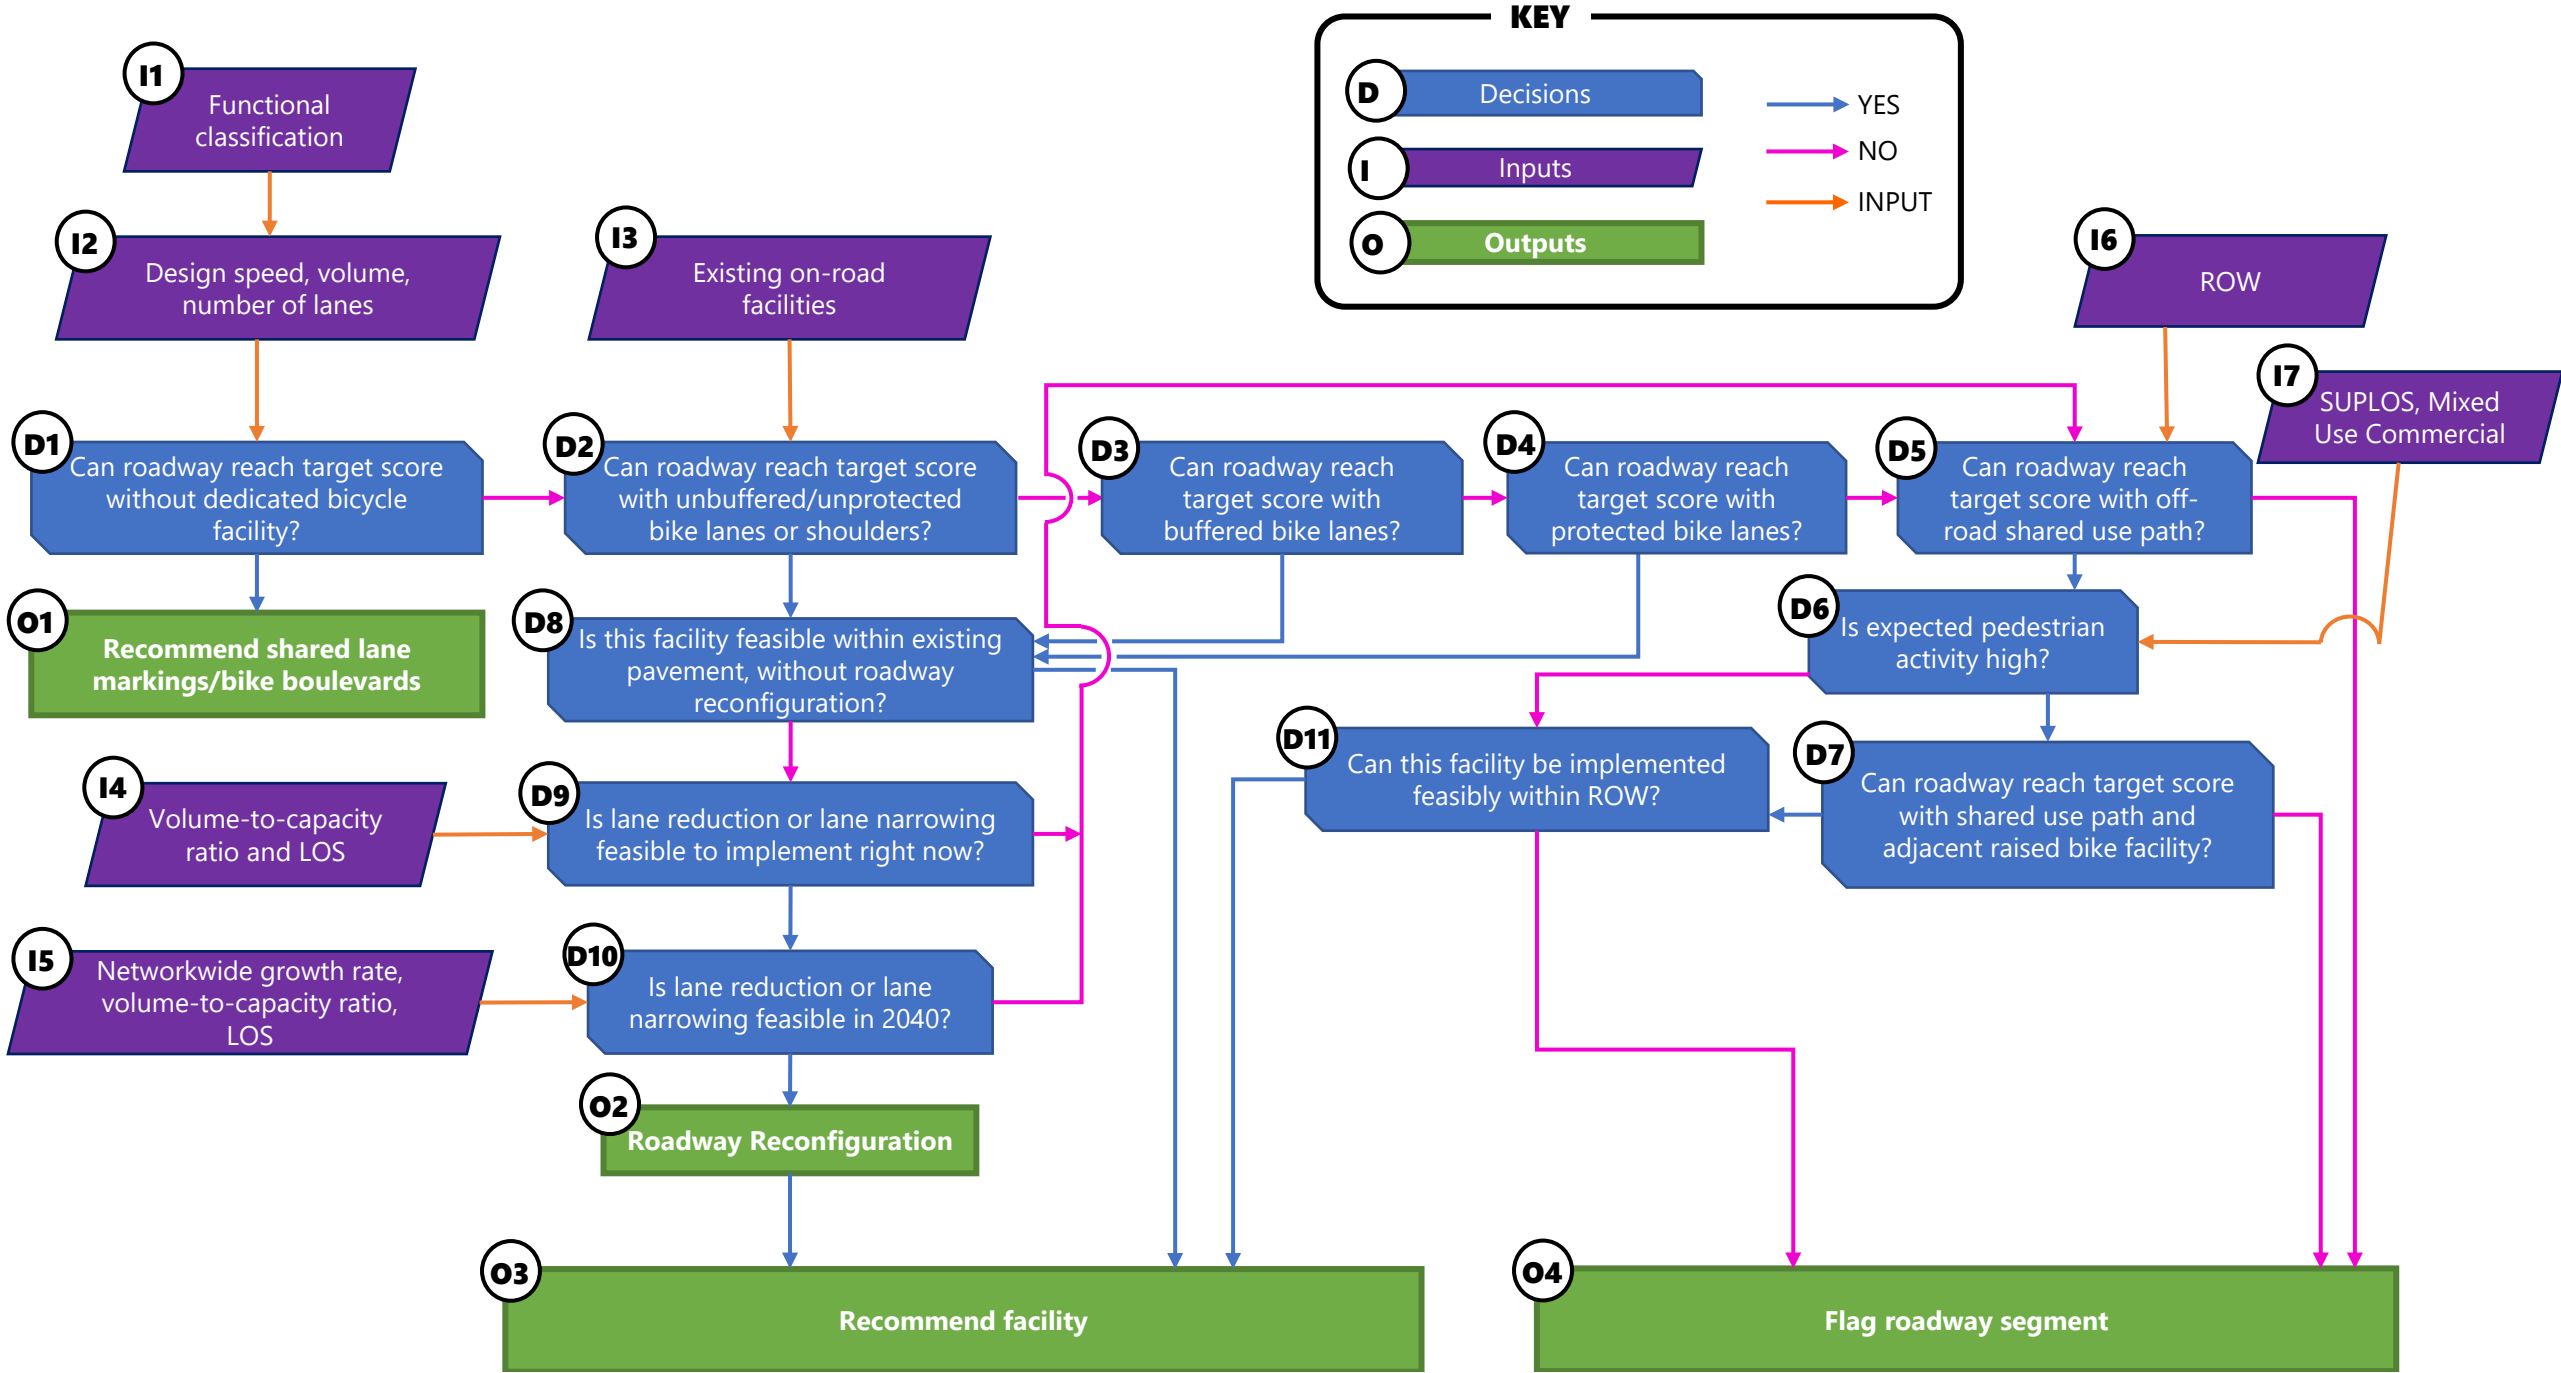 KEY
D
Decisions
YES
NO
I
Inputs
INPUT
O
Outputs
I1
Functional
classification
I2
Design speed, volume,
number of lanes
I3
Existing on-road
facilities
I6
ROW
I7
SUPLOS, Mixed
Use Commercial
D1
Can roadway reach target score
without dedicated bicycle
facility?
D2
Can roadway reach target score
with unbuffered/unprotected
bike lanes or shoulders?
D3
Can roadway reach
target score with
buffered bike lanes?
D4
Can roadway reach
target score with
protected bike lanes?
D5
Can roadway reach
target score with off-
road shared use path?
O1
Recommend shared lane
markings/bike boulevards
D8
Is this facility feasible within existing
pavement, without roadway
reconfiguration?
D6
Is expected pedestrian
activity high?
D11
Can this facility be implemented
feasibly within ROW?
D7
Can roadway reach target score
with shared use path and
adjacent raised bike facility?
I4
Volume-to-capacity
ratio and LOS
D9
Is lane reduction or lane narrowing
feasible to implement right now?
I5
Networkwide growth rate,
volume-to-capacity ratio,
LOS
D10
Is lane reduction or lane
narrowing feasible in 2040?
O2
Roadway Reconfiguration
O3
Recommend facility
O4
Flag roadway segment